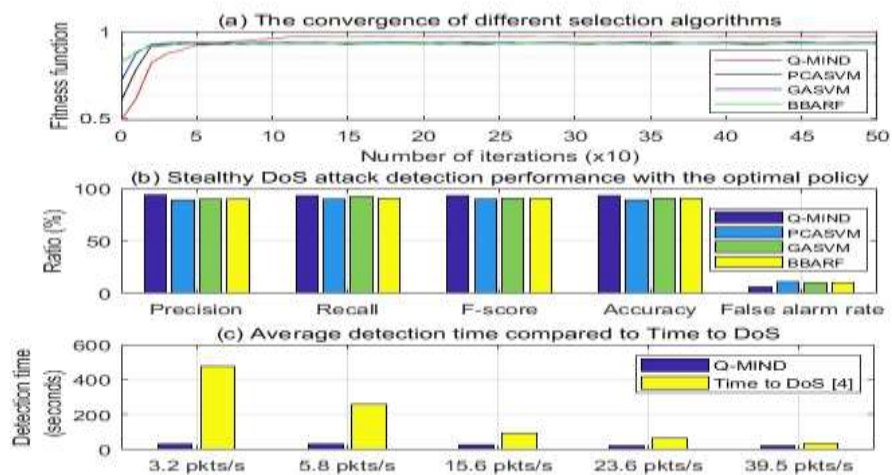 (a) The convergence of different selection algorithms
Fitness function
1
0.5
Q-MIND
PCASVM
GASVM
BBARF
0 5 10 15 20 25 30 35 40 45 50
Number of iterations (x10)
(b) Stealthy DoS attack detection performance with the optimal policy
Ratio (%)
100
50
0
Q-MIND
PCASVM
GASVM
BBARF
Precision Recall F-score Accuracy False alarm rate
(c) Average detection time compared to Time to DoS
Detection time
(seconds)
600
400
200
0
Q-MIND
Time to DoS [4]
3.2 pkts/s 5.8 pkts/s 15.6 pkts/s 23.6 pkts/s 39.5 pkts/s